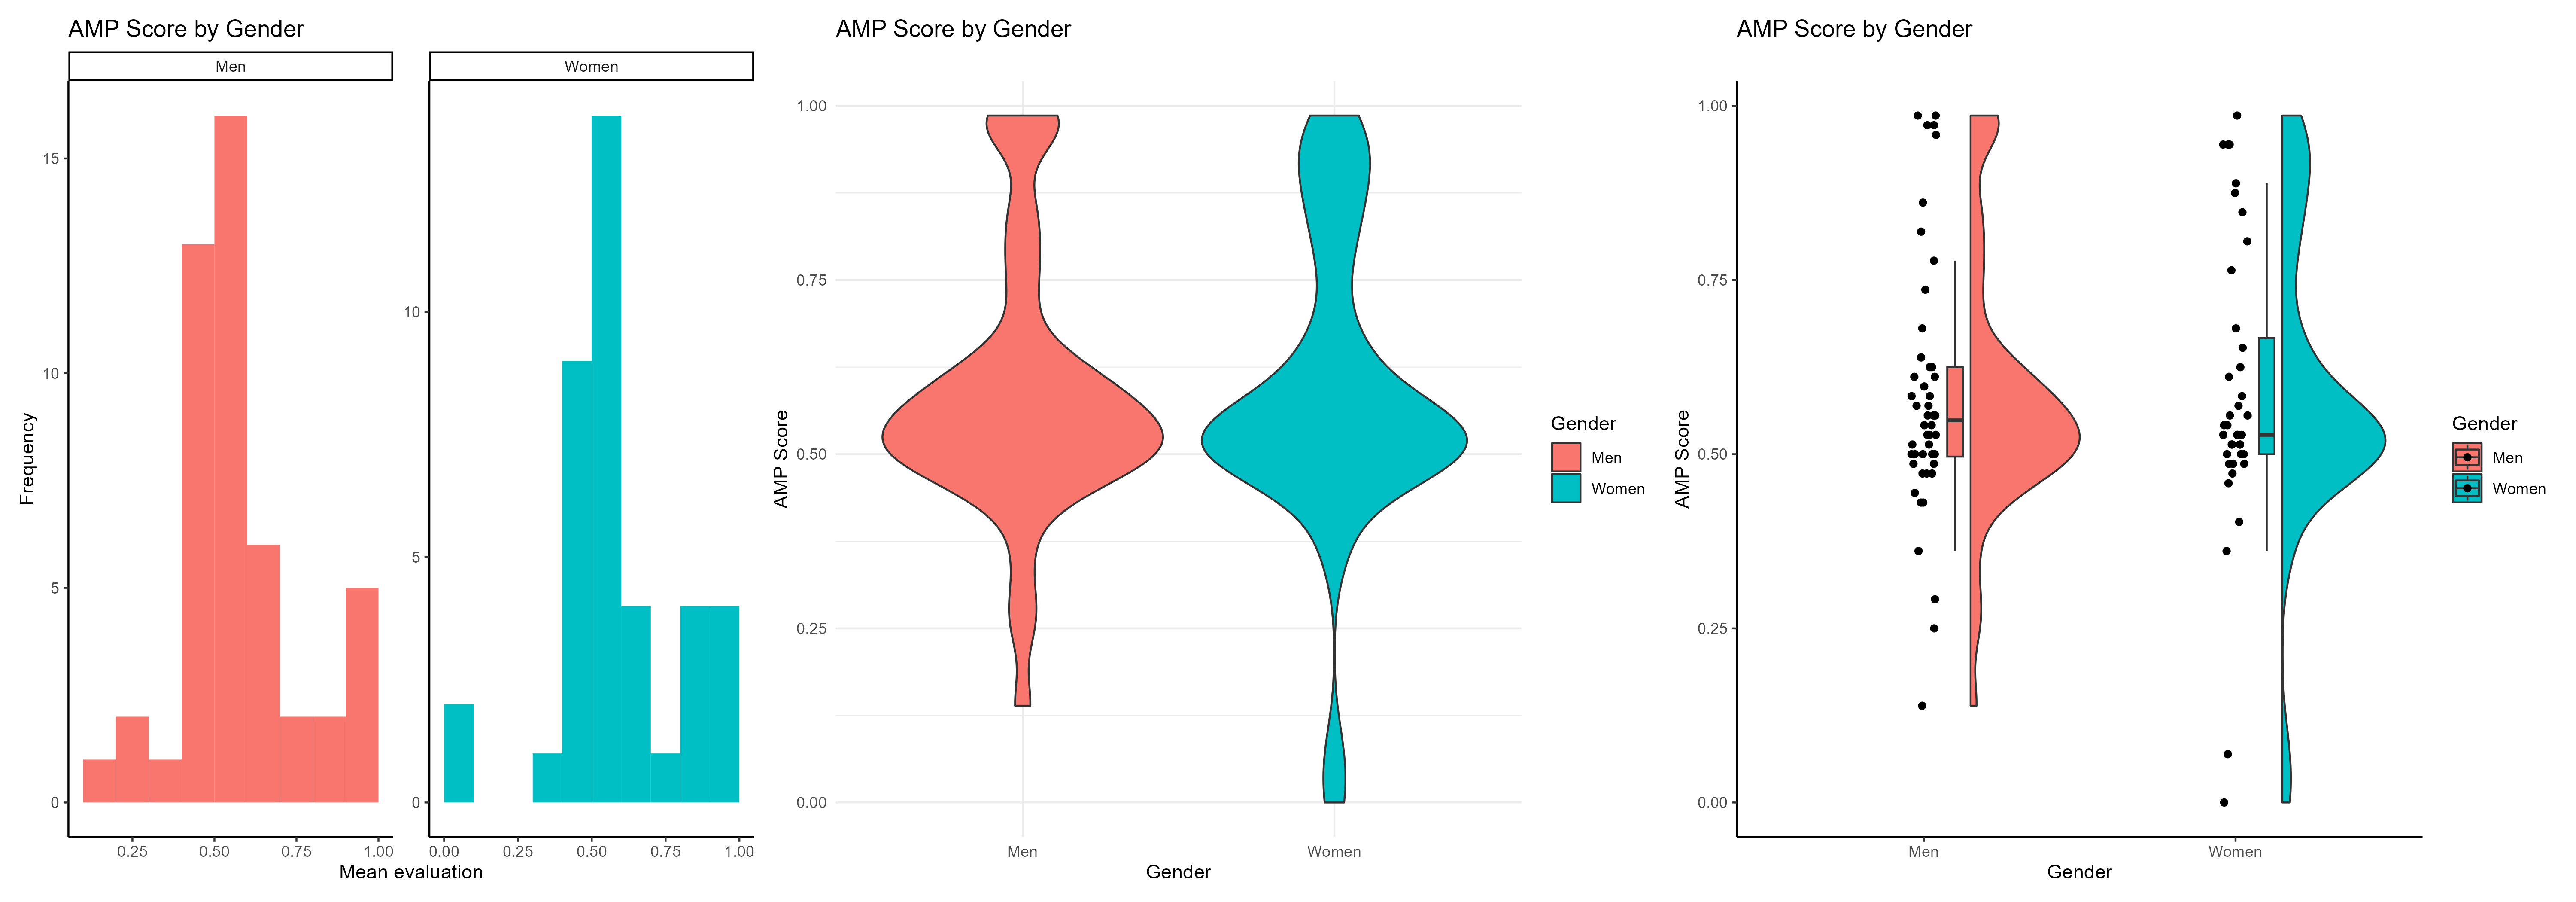 AMP Score by Gender
Men
Women
Frequency
15
10
5
0
10
5
0
0.25 0.50 0.75 1.00
0.00 0.25 0.50 0.75 1.00
Mean evaluation
AMP Score by Gender
AMP Score
1.00
0.75
0.50
0.25
0.00
Men Women
Gender
Gender
Men
Women
AMP Score by Gender
AMP Score
1.00
0.75
0.50
0.25
0.00
Men Women
Gender
Gender
Men
Women